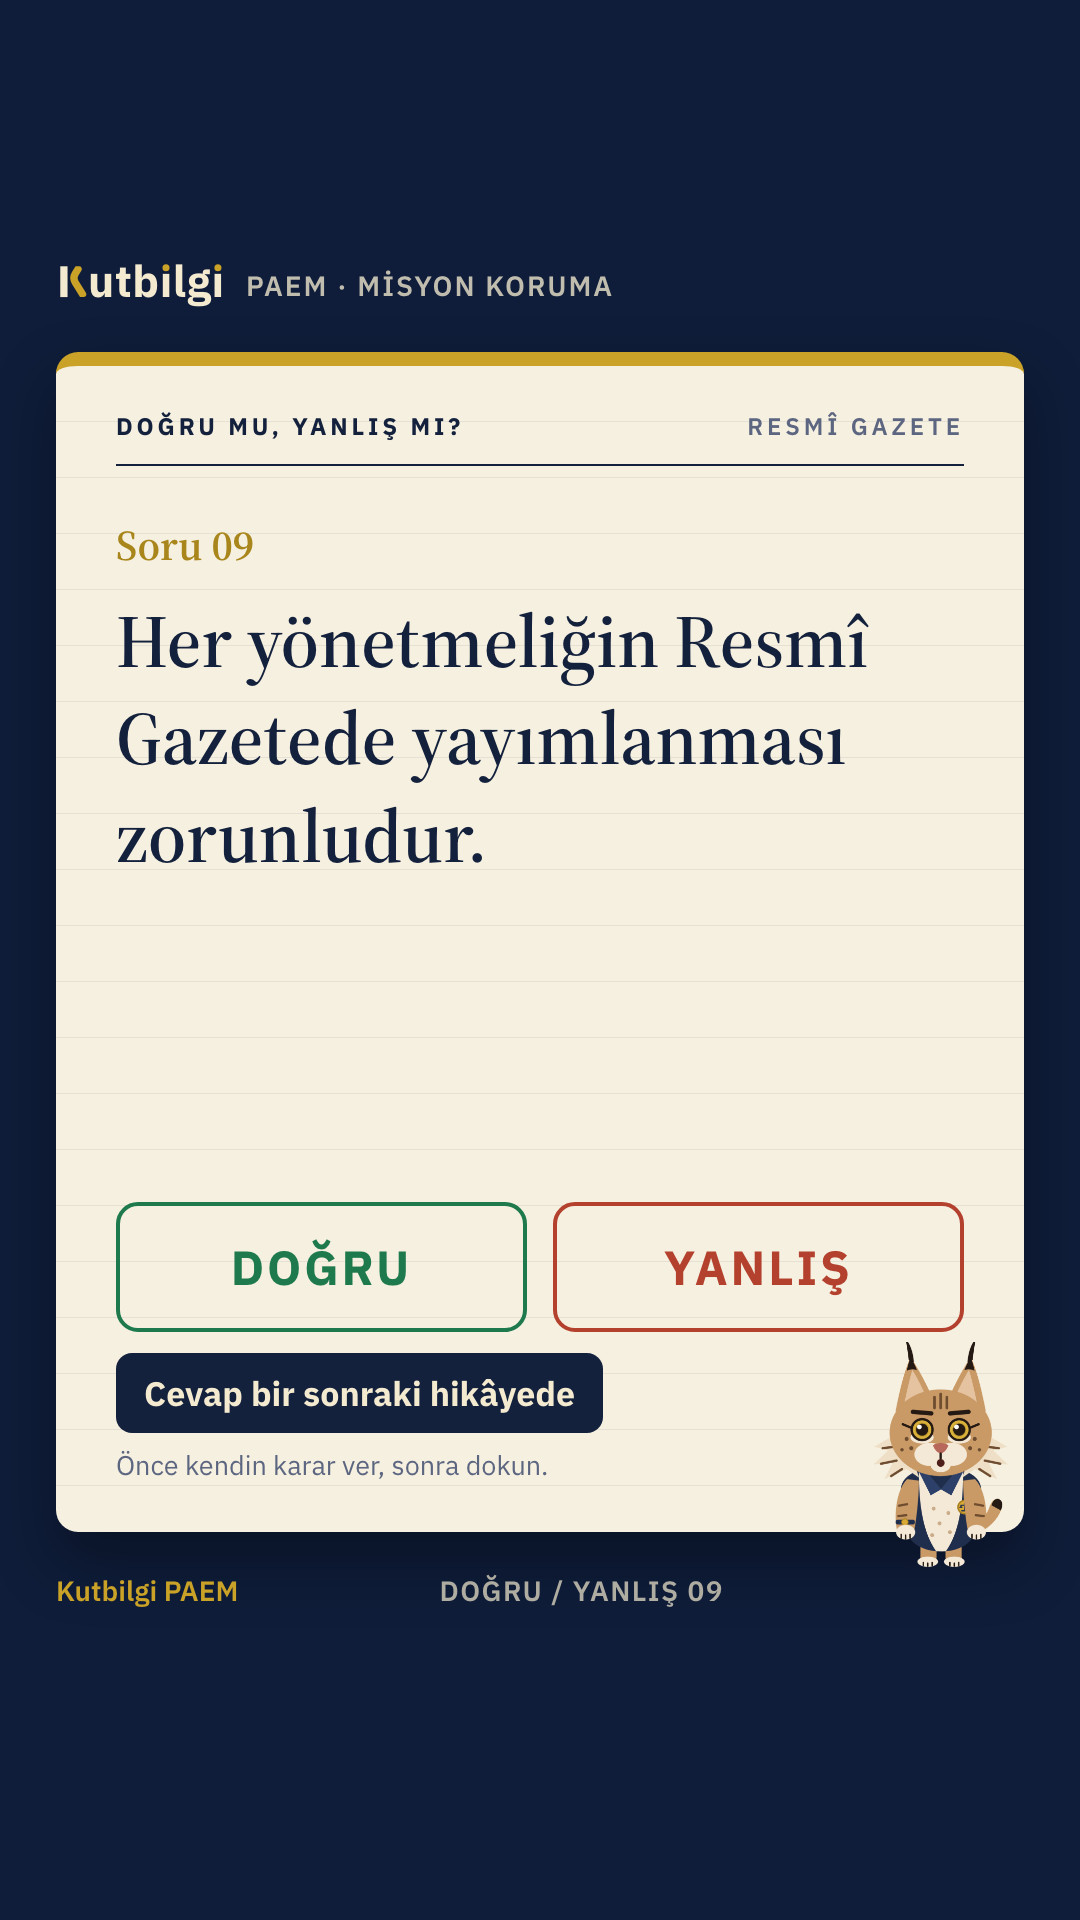 Kutbilgi PAEM · MİSYON KORUMA
DOĞRU MU, YANLIŞ MI? RESMÎ GAZETE
Soru 09
Her yönetmeliğin Resmî
Gazetede yayımlanması
zorunludur.
DOĞRU YANLIŞ
Cevap bir sonraki hikâyede
Önce kendin karar ver, sonra dokun.
Kutbilgi PAEM DOĞRU / YANLIŞ 09